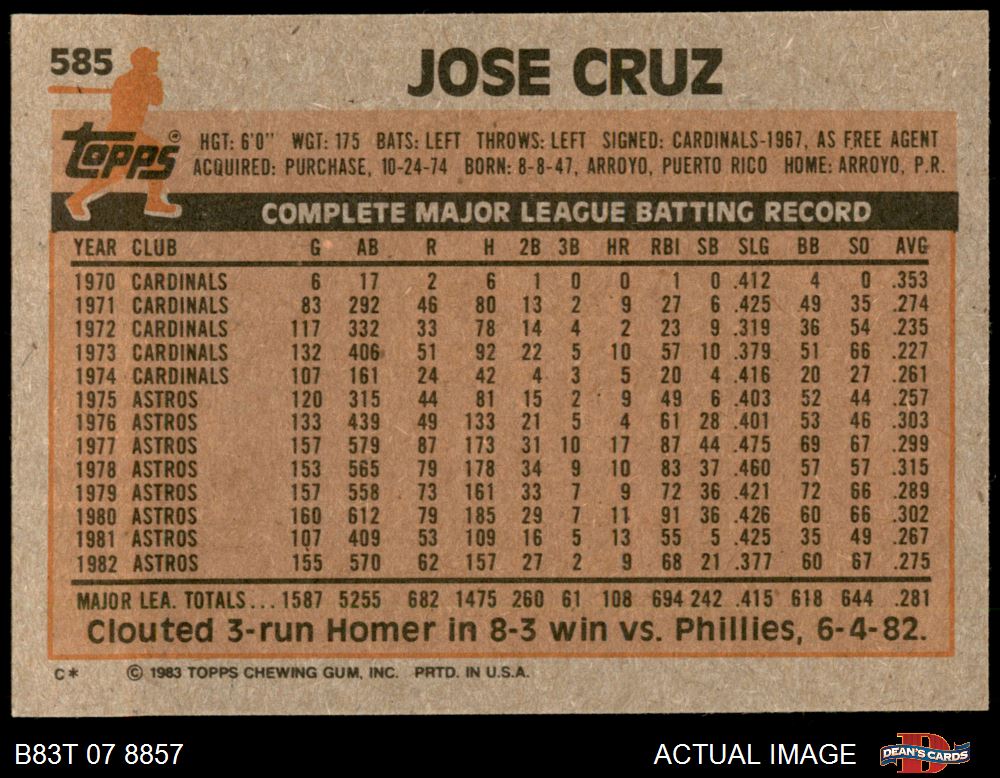 585
JOSE CRUZ
Topps®
HGT: 6'0" WGT: 175 BATS: LEFT THROWS: LEFT SIGNED: CARDINALS-1967, AS FREE AGENT
ACQUIRED: PURCHASE, 10-24-74 BORN: 8-8-47, ARROYO, PUERTO RICO HOME: ARROYO, P.R.
COMPLETE MAJOR LEAGUE BATTING RECORD
YEAR CLUB G AB R H 2B 3B HR RBI SB SLG BB SO AVG
1970 CARDINALS 6 17 2 6 1 0 0 1 0 .412 4 0 .353
1971 CARDINALS 83 292 46 80 13 2 9 27 6 .425 49 35 .274
1972 CARDINALS 117 332 33 78 14 4 2 23 9 .319 36 54 .235
1973 CARDINALS 132 406 51 92 22 5 10 57 10 .379 51 66 .227
1974 CARDINALS 107 161 24 42 4 3 5 20 4 .416 20 27 .261
1975 ASTROS 120 315 44 81 15 2 9 49 6 .403 52 44 .257
1976 ASTROS 133 439 49 133 21 5 4 61 28 .401 53 46 .303
1977 ASTROS 157 579 87 173 31 10 17 87 44 .475 69 67 .299
1978 ASTROS 153 565 79 178 34 9 10 83 37 .460 57 57 .315
1979 ASTROS 157 558 73 161 33 7 9 72 36 .421 72 66 .289
1980 ASTROS 160 612 79 185 29 7 11 91 36 .426 60 66 .302
1981 ASTROS 107 409 53 109 16 5 13 55 5 .425 35 49 .267
1982 ASTROS 155 570 62 157 27 2 9 68 21 .377 60 67 .275
MAJOR LEA. TOTALS...1587 5255 682 1475 260 61 108 694 242 .415 618 644 .281
Clouted 3-run Homer in 8-3 win vs. Phillies, 6-4-82.
C* © 1983 TOPPS CHEWING GUM, INC. PRTD. IN U.S.A.
B83T 07 8857
ACTUAL IMAGE
DEAN'S CARDS